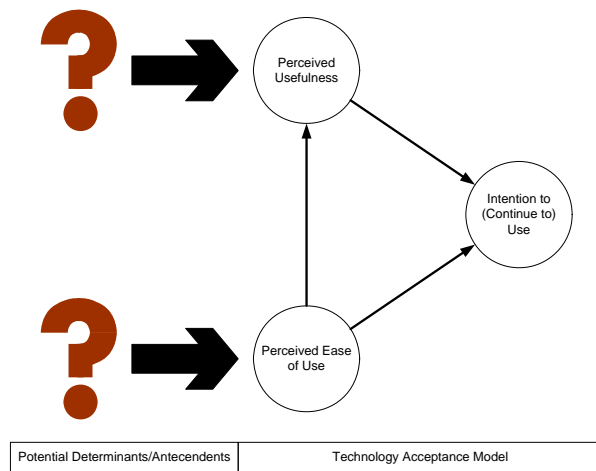 ?
Perceived
Usefulness
Intention to
(Continue to)
Use
?
Perceived Ease
of Use
Potential Determinants/Antecendents
Technology Acceptance Model